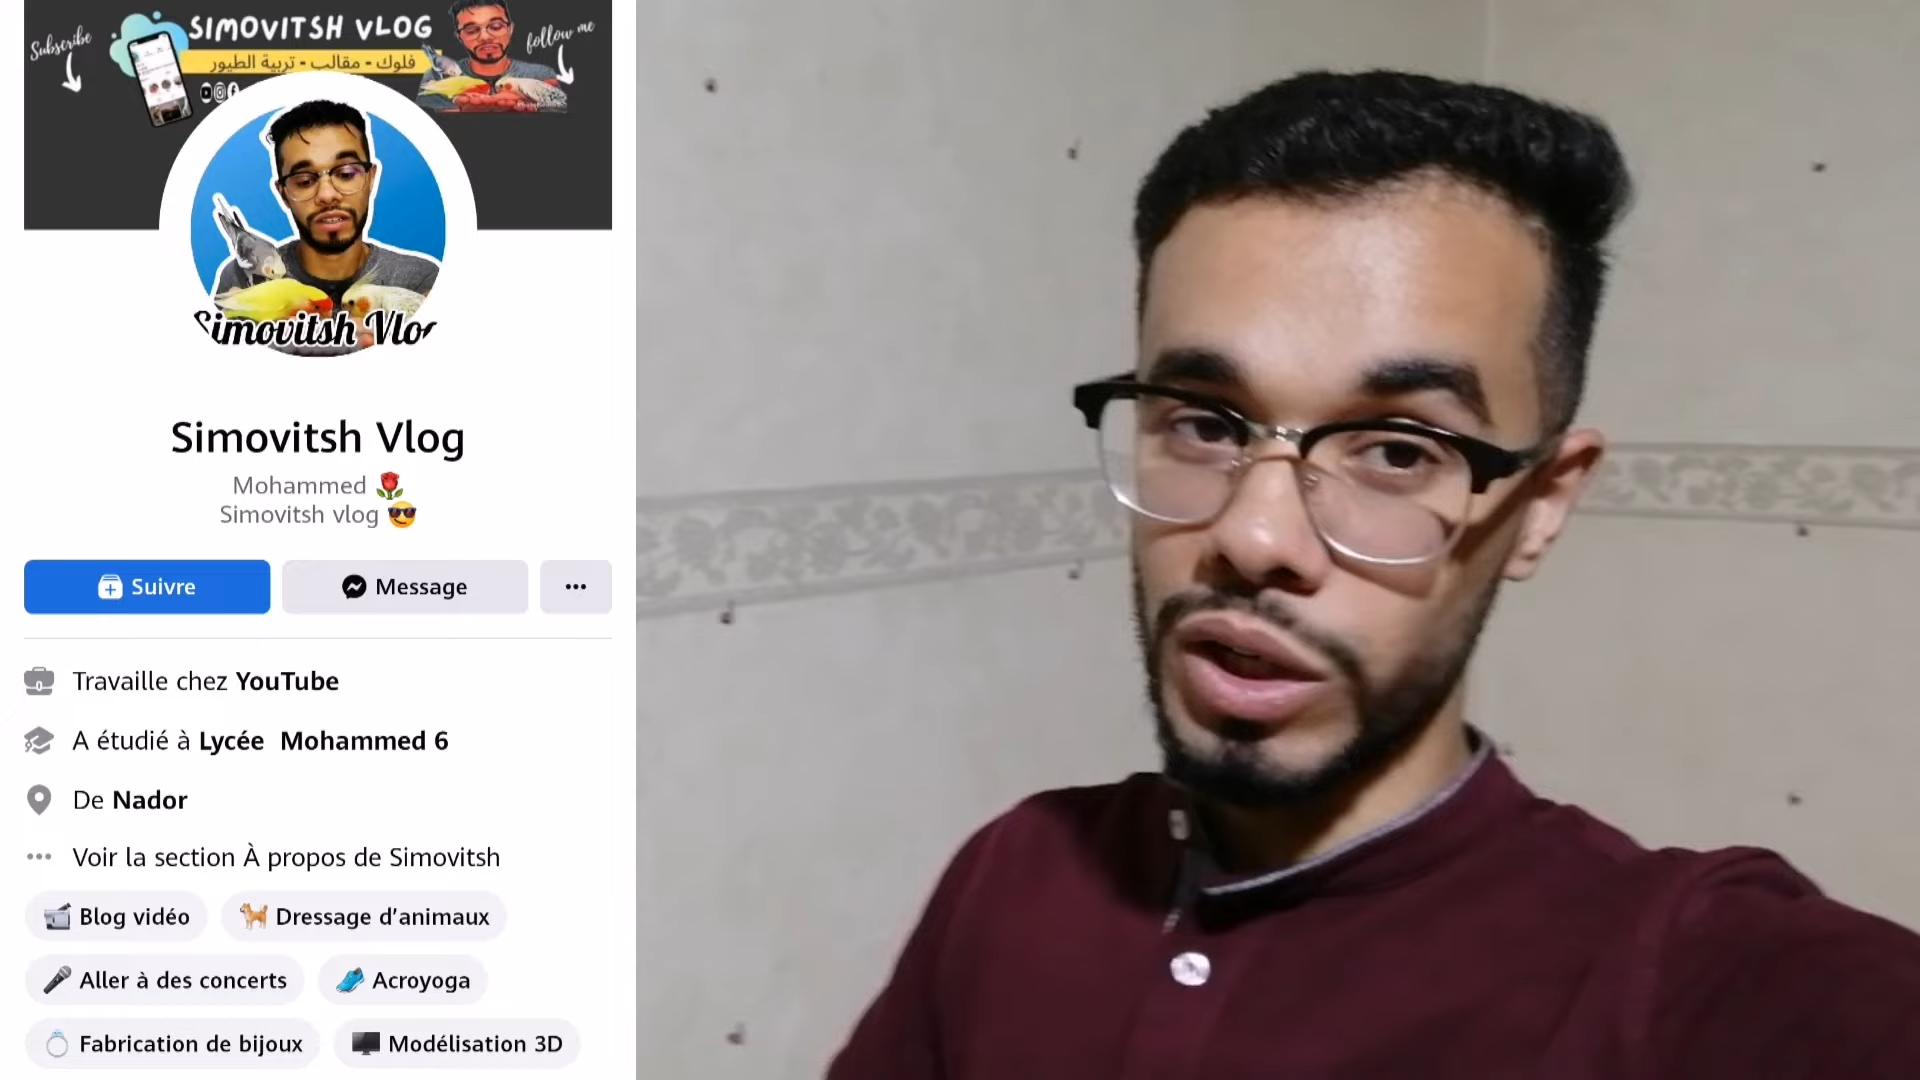 Subscribe
SIMOVITSH VLOG
follow me
فلوك - مقالب - تربية الطيور
Simovitsh Vlog
Simovitsh Vlog
Mohammed 🌹
Simovitsh vlog 😎
Suivre
Message
Travaille chez YouTube
A étudié à Lycée Mohammed 6
De Nador
Voir la section À propos de Simovitsh
Blog vidéo
Dressage d’animaux
Aller à des concerts
Acroyoga
Fabrication de bijoux
Modélisation 3D